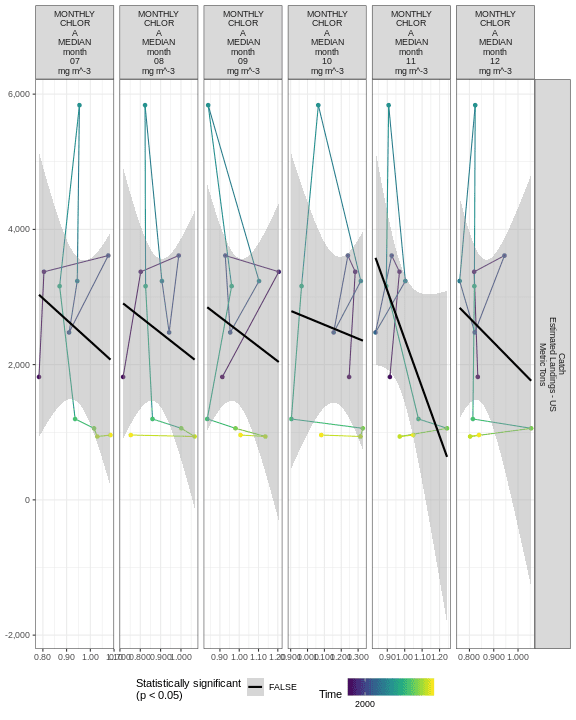 MONTHLY
CHLOR
A
MEDIAN
month
07
mg m^-3
MONTHLY
CHLOR
A
MEDIAN
month
08
mg m^-3
MONTHLY
CHLOR
A
MEDIAN
month
09
mg m^-3
MONTHLY
CHLOR
A
MEDIAN
month
10
mg m^-3
MONTHLY
CHLOR
A
MEDIAN
month
11
mg m^-3
MONTHLY
CHLOR
A
MEDIAN
month
12
mg m^-3
6,000
4,000
2,000
0
-2,000
Catch
Estimated Landings - US
Metric Tons
0.80 0.90 1.00
0.800 1.000
0.90 1.00 1.10 1.20
1.000 1.100 1.200 1.300
0.90 1.00 1.10 1.20
0.800 0.900 1.000
Statistically significant
(p < 0.05)
FALSE
Time
2000